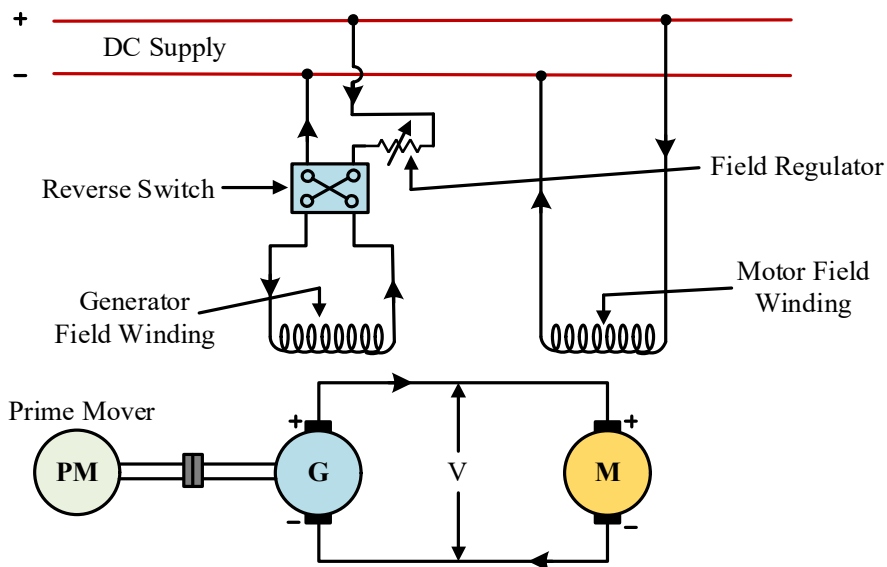 +
DC Supply
−
Reverse Switch
Field Regulator
Generator
Field Winding
Motor Field
Winding
Prime Mover
+
+
PM
G
V
M
−
−